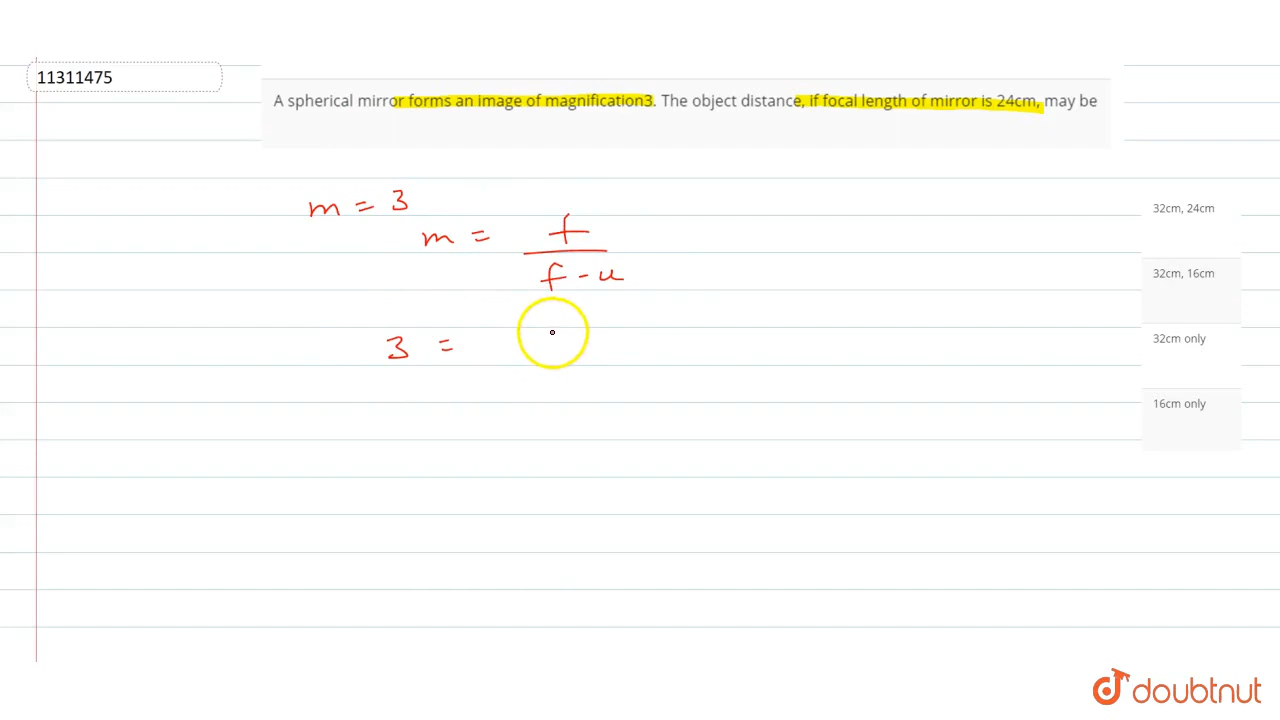 11311475
A spherical mirror forms an image of magnification3. The object distance, if focal length of mirror is 24cm, may be
m = 3
m = f
f - u
3 =
32cm, 24cm
32cm, 16cm
32cm only
16cm only
doubtnut